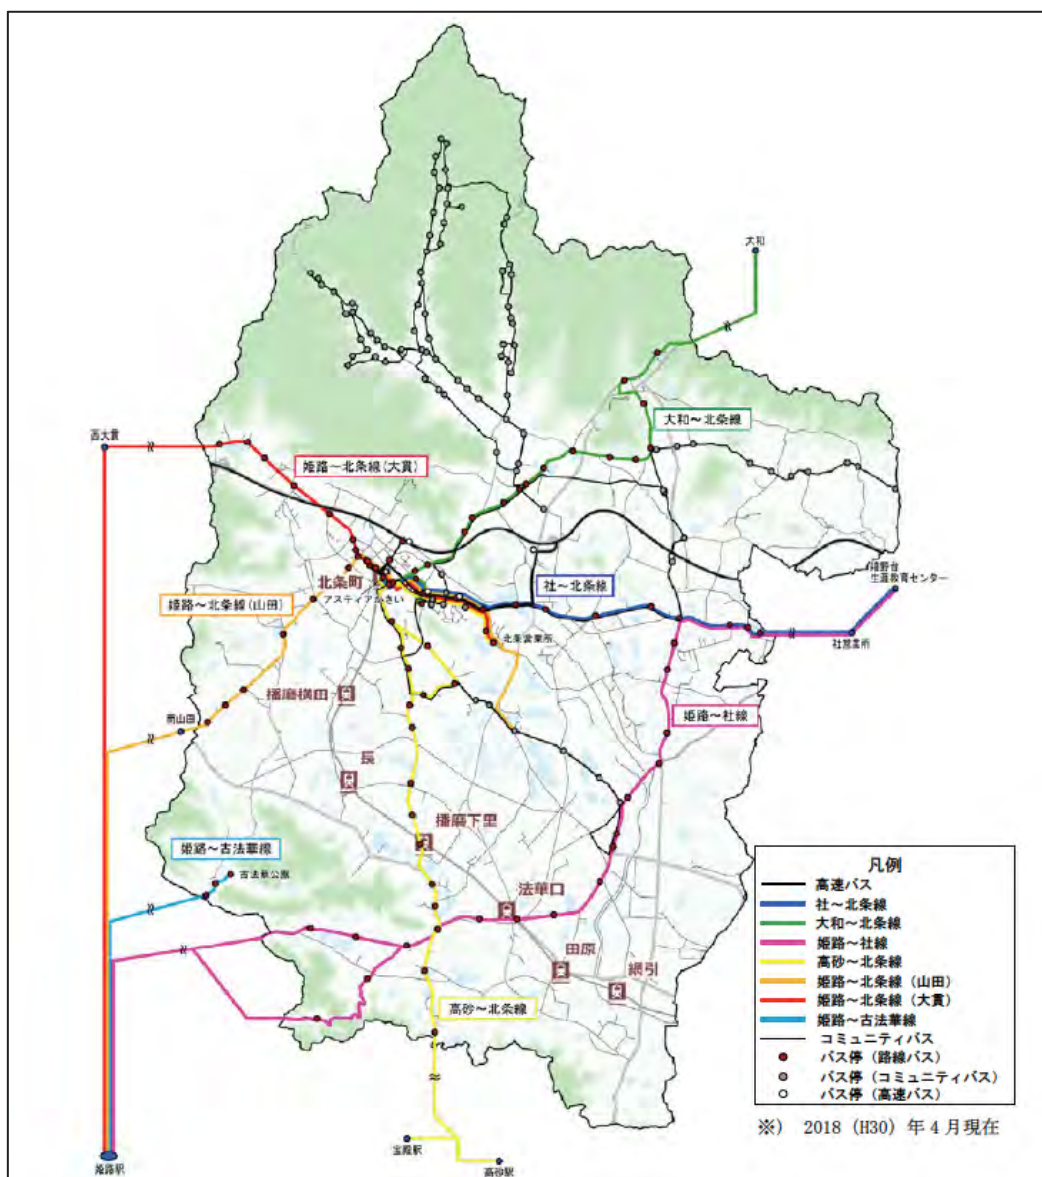 大和
大和～北条線
西大貫
姫路～北条線(大貫)
北条町
アスティアかさい
社～北条線
生涯教育センター
姫路～北条線(山田)
北条営業所
社営業所
播磨横田
南山田
姫路～社線
長
播磨下里
姫路～古法華線
古法華公園
法華口
田原
網引
高砂～北条線
宝殿駅
高砂駅
姫路駅
凡例
高速バス
社～北条線
大和～北条線
姫路～社線
高砂～北条線
姫路～北条線（山田）
姫路～北条線（大貫）
姫路～古法華線
コミュニティバス
バス停（路線バス）
バス停（コミュニティバス）
バス停（高速バス）
※） 2018（H30）年4月現在